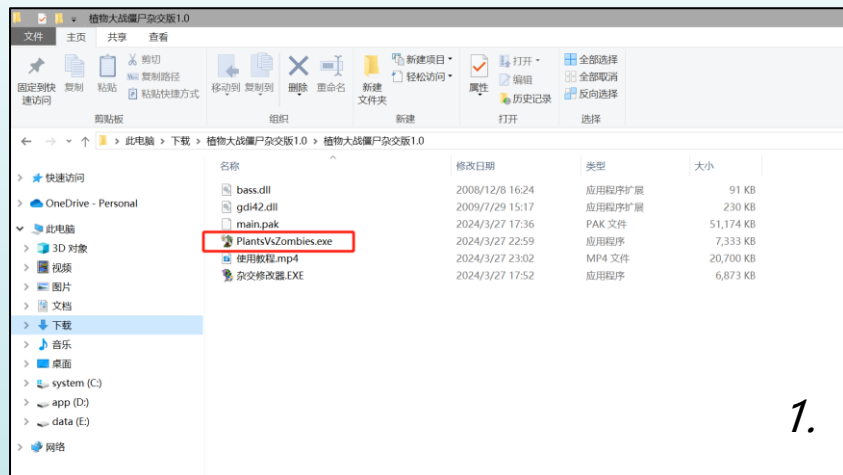 植物大战僵尸杂交版1.0
文件 主页 共享 查看
固定到快速访问 复制 粘贴 剪切 复制路径 粘贴快捷方式 移动到 复制到 删除 重命名 新建文件夹 新建项目 轻松访问 属性 打开 编辑 历史记录 全部选择 全部取消 反向选择
剪贴板 组织 新建 打开 选择
此电脑 > 下载 > 植物大战僵尸杂交版1.0 > 植物大战僵尸杂交版1.0
快速访问
OneDrive - Personal
此电脑
3D 对象
视频
图片
文档
下载
音乐
桌面
system (C:)
app (D:)
data (E:)
网络
名称 修改日期 类型 大小
bass.dll 2008/12/8 16:24 应用程序扩展 91 KB
gdi42.dll 2009/7/29 15:17 应用程序扩展 230 KB
main.pak 2024/3/27 17:36 PAK 文件 51,174 KB
PlantsVsZombies.exe 2024/3/27 22:59 应用程序 7,333 KB
使用教程.mp4 2024/3/27 23:02 MP4 文件 20,700 KB
杂交修改器.EXE 2024/3/27 17:52 应用程序 6,873 KB
1.